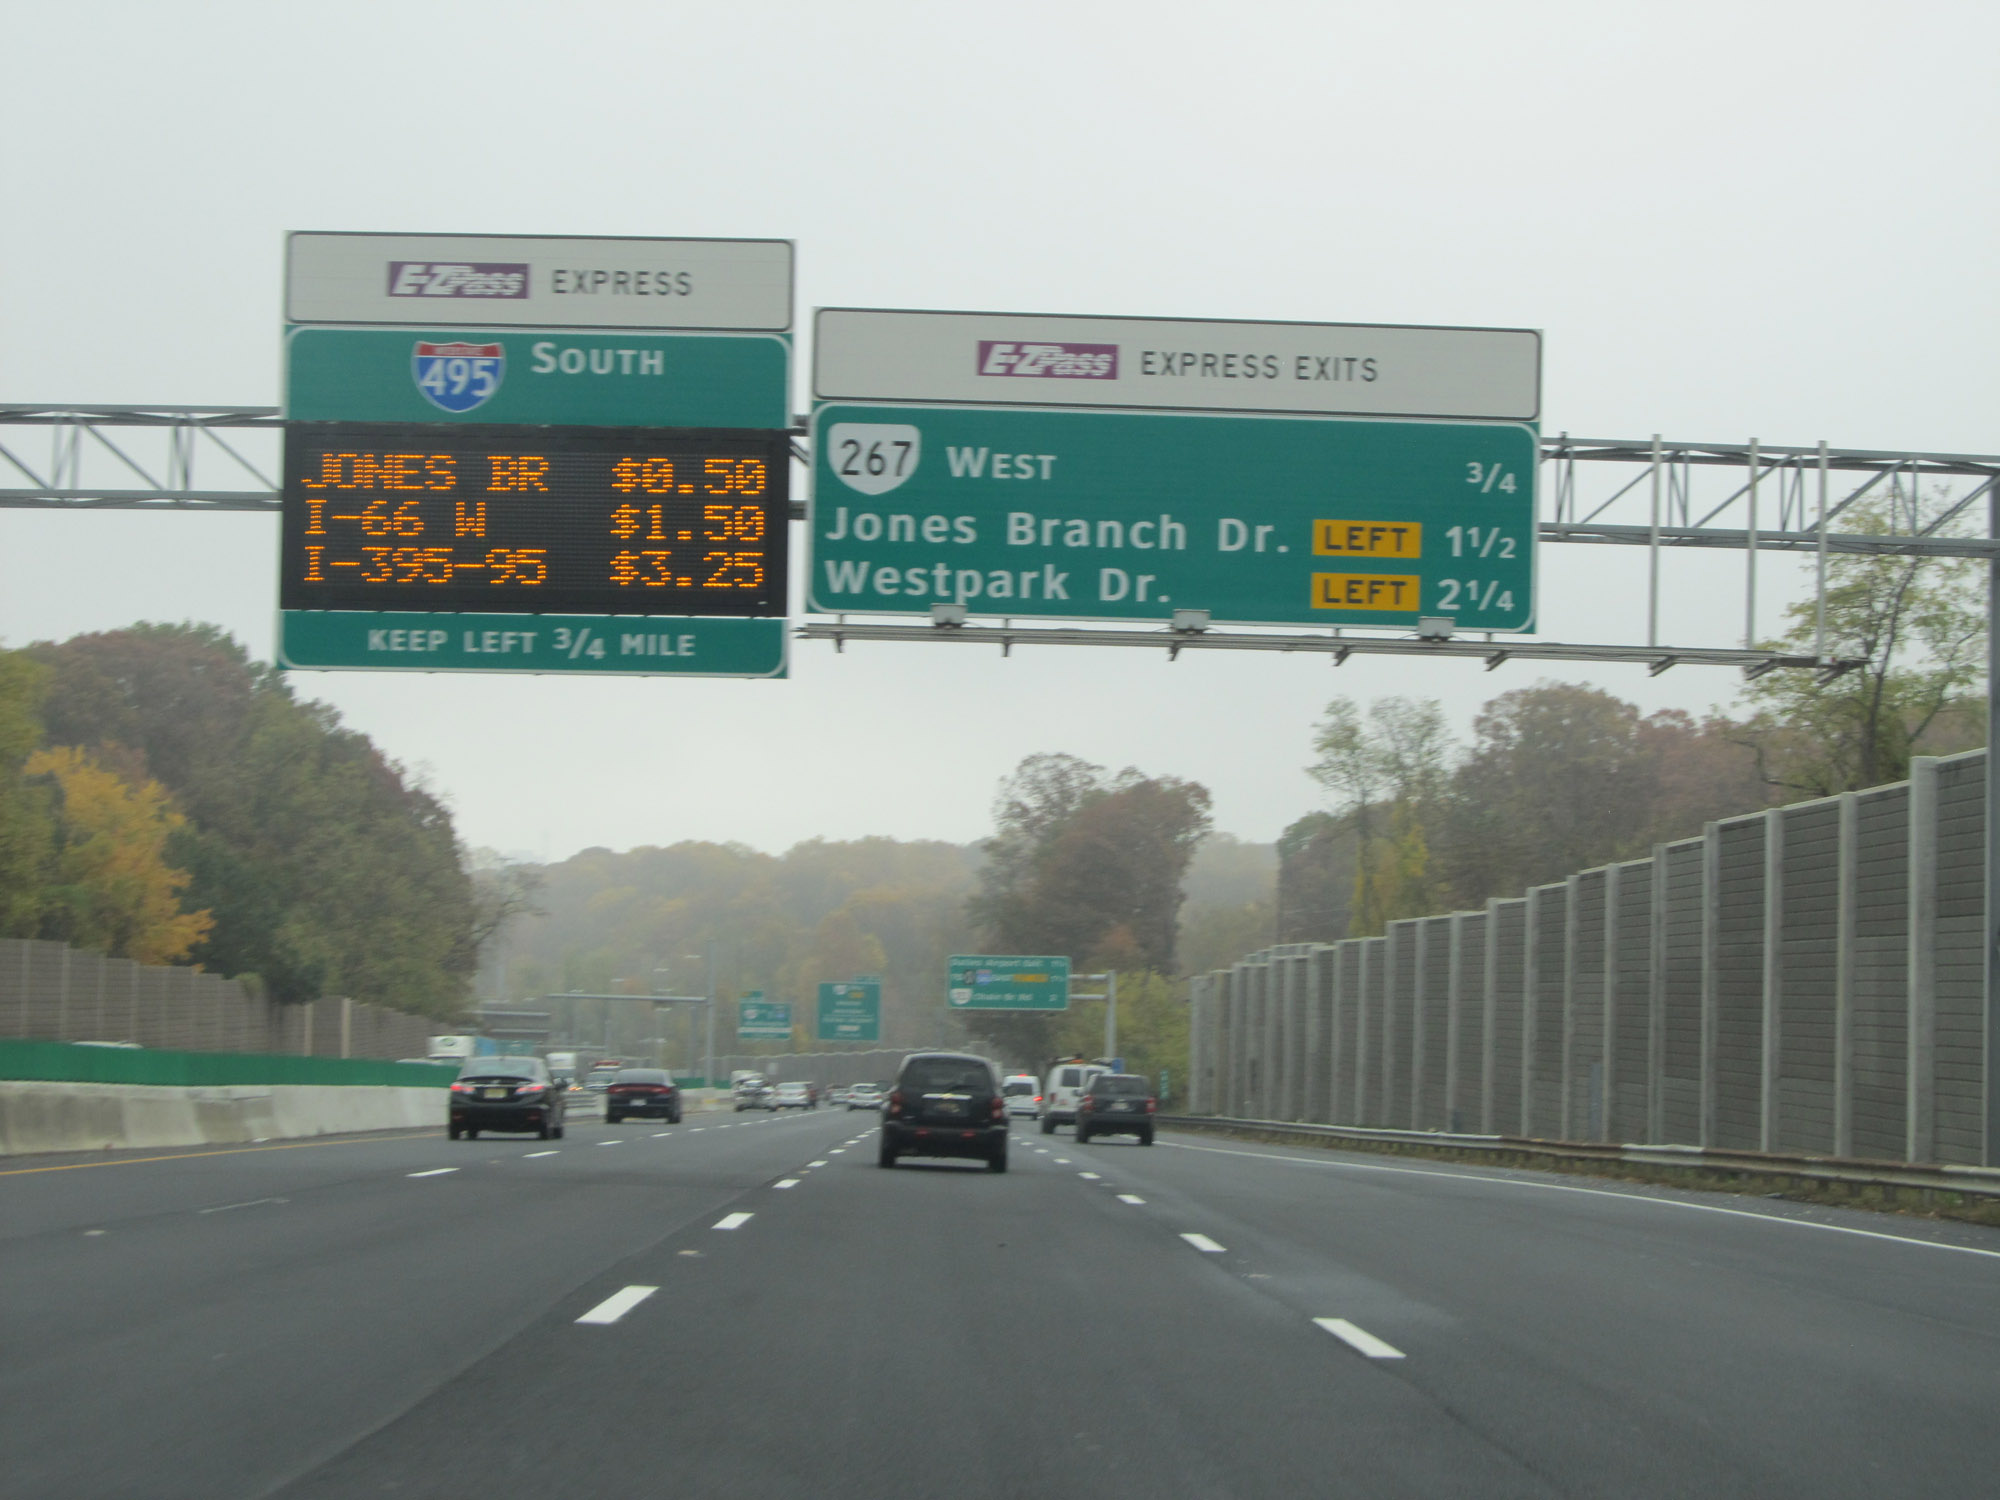 E-ZPass EXPRESS
INTERSTATE
495 SOUTH
JONES BR $0.50
I-66 W $1.50
I-395-95 $3.25
KEEP LEFT 3/4 MILE
E-ZPass EXPRESS EXITS
267 WEST 3/4
Jones Branch Dr. LEFT 1 1/2
Westpark Dr. LEFT 2 1/4